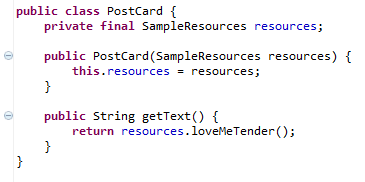 public class PostCard {
    private final SampleResources resources;
    public PostCard(SampleResources resources) {
        this.resources = resources;
    }
    public String getText() {
        return resources.loveMeTender();
    }
}